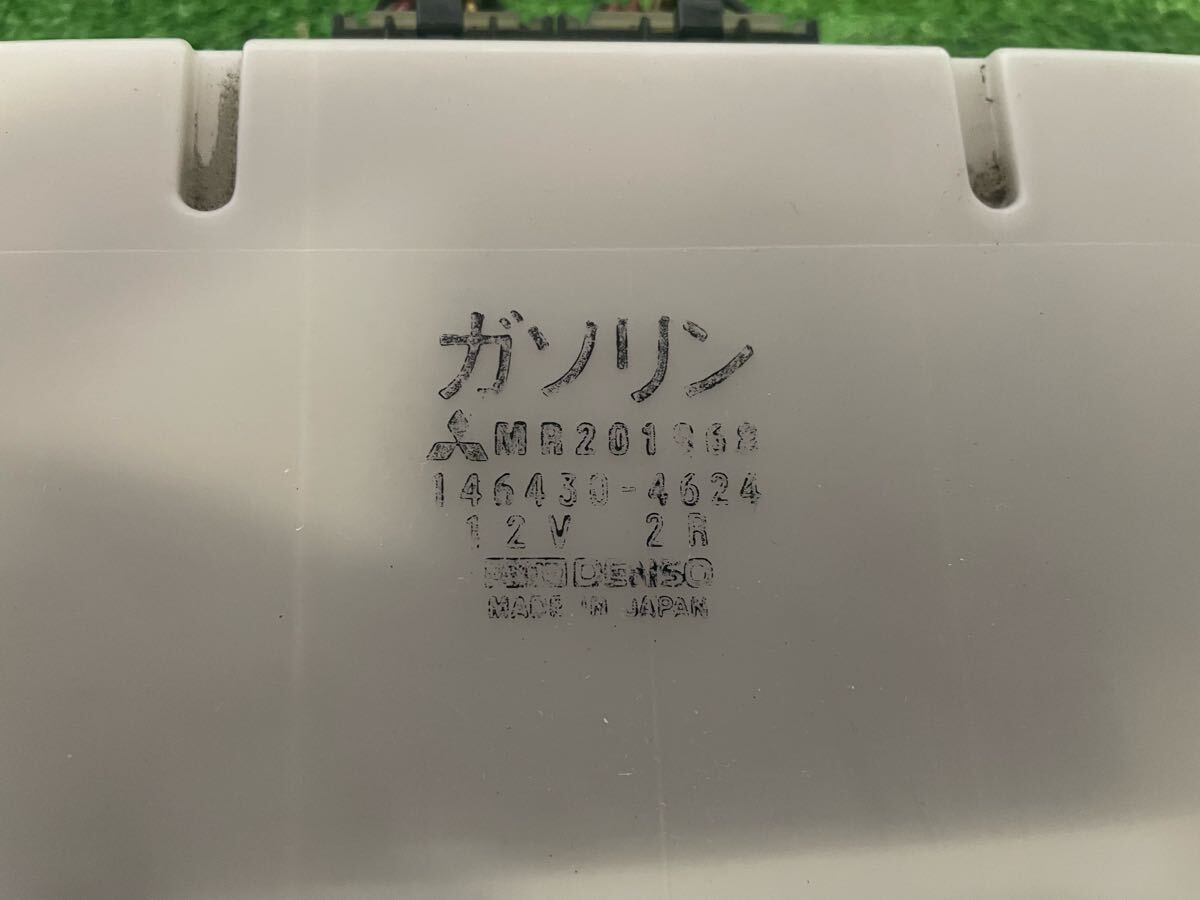 ガソリン
MR201968
146430-4624
12V 2R
DENSO
MADE IN JAPAN